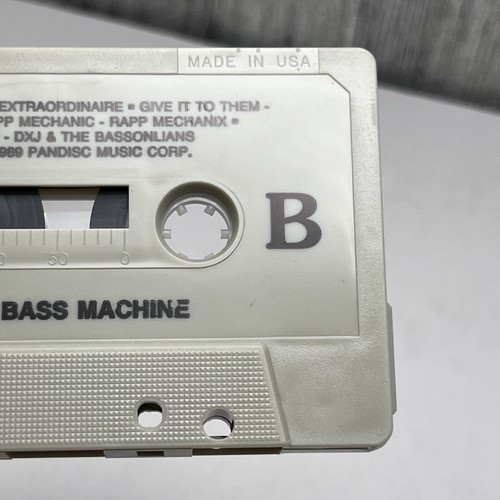 MADE IN USA
EXTRAORDINAIRE • GIVE IT TO THEM -
PP MECHANIC - RAPP MECHANIX •
- DXJ & THE BASSONLIANS
989 PANDISC MUSIC CORP.
B
50 0
BASS MACHINE